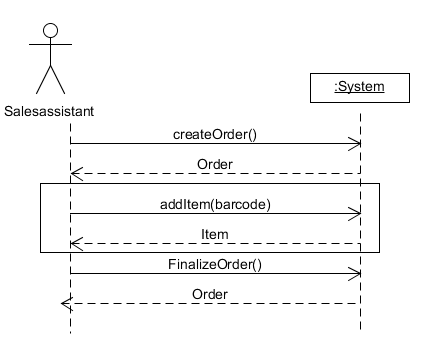 :System
Salesassistant
createOrder()
Order
addItem(barcode)
Item
FinalizeOrder()
Order